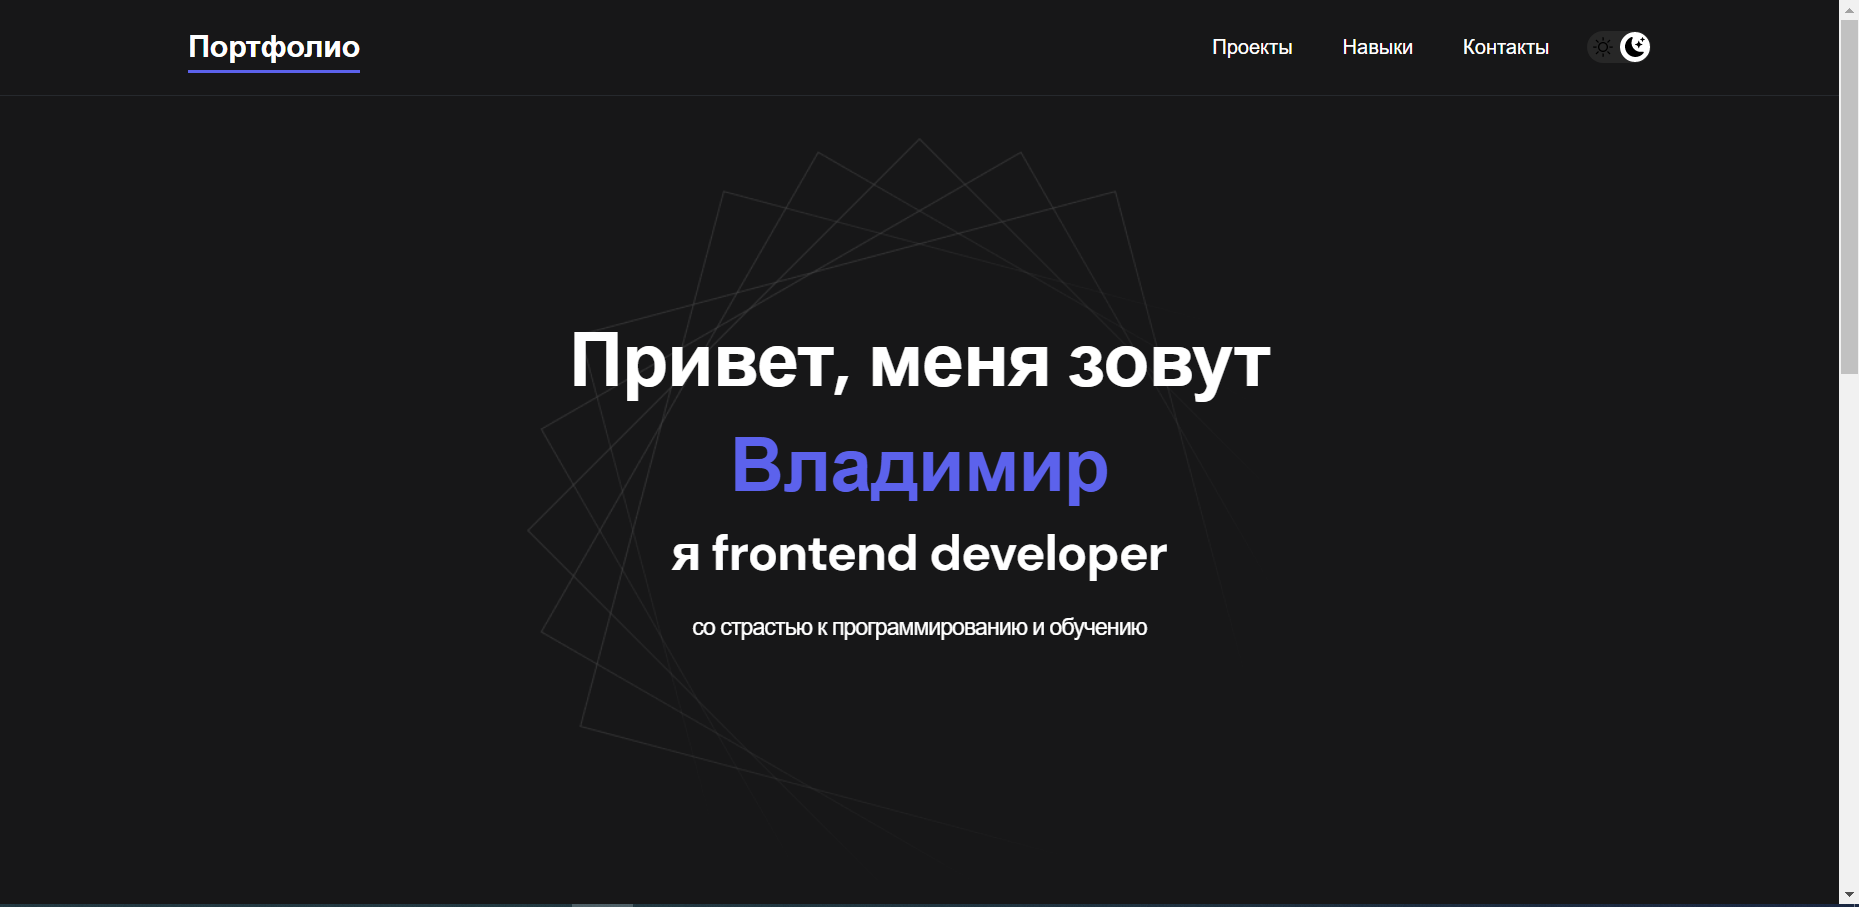 Портфолио
Проекты Навыки Контакты
Привет, меня зовут
Владимир
я frontend developer
со страстью к программированию и обучению